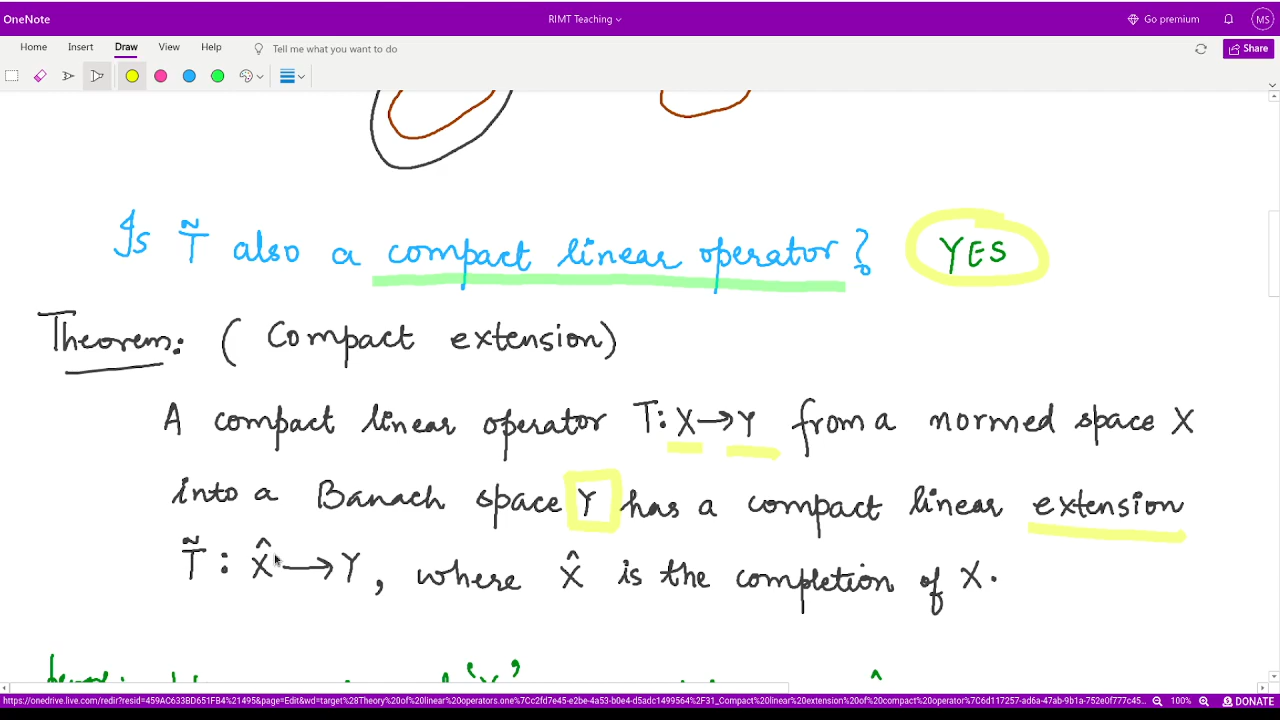 OneNote
RIMT Teaching
Go premium
MS
Home Insert Draw View Help Tell me what you want to do
Share
Is T̃ also a compact linear operator? YES
Theorem: ( Compact extension)
A compact linear operator T: X→Y from a normed space X
into a Banach space Y has a compact linear extension
T̃ : X̂ → Y, where X̂ is the completion of X.
100%
DONATE